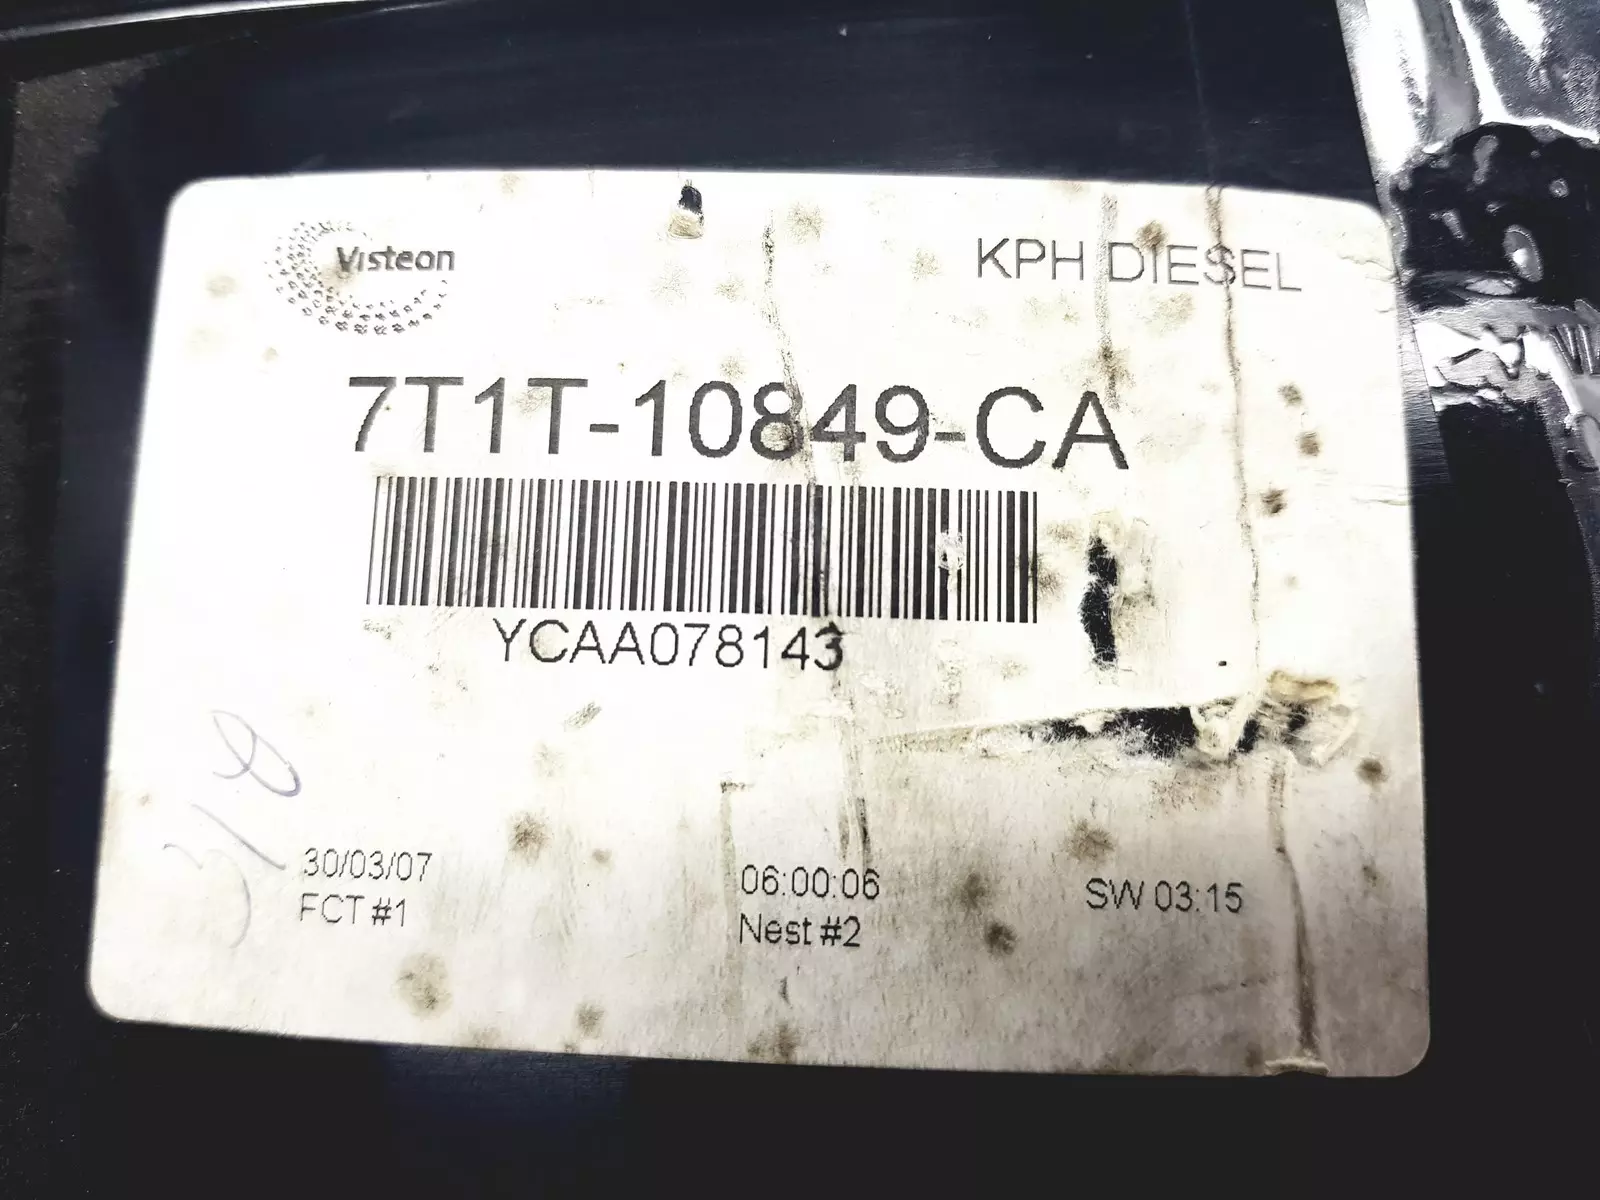 Visteon
KPH DIESEL
7T1T-10849-CA
YCAA078143
30/03/07
FCT #1
06:00:06
Nest #2
SW 03:15